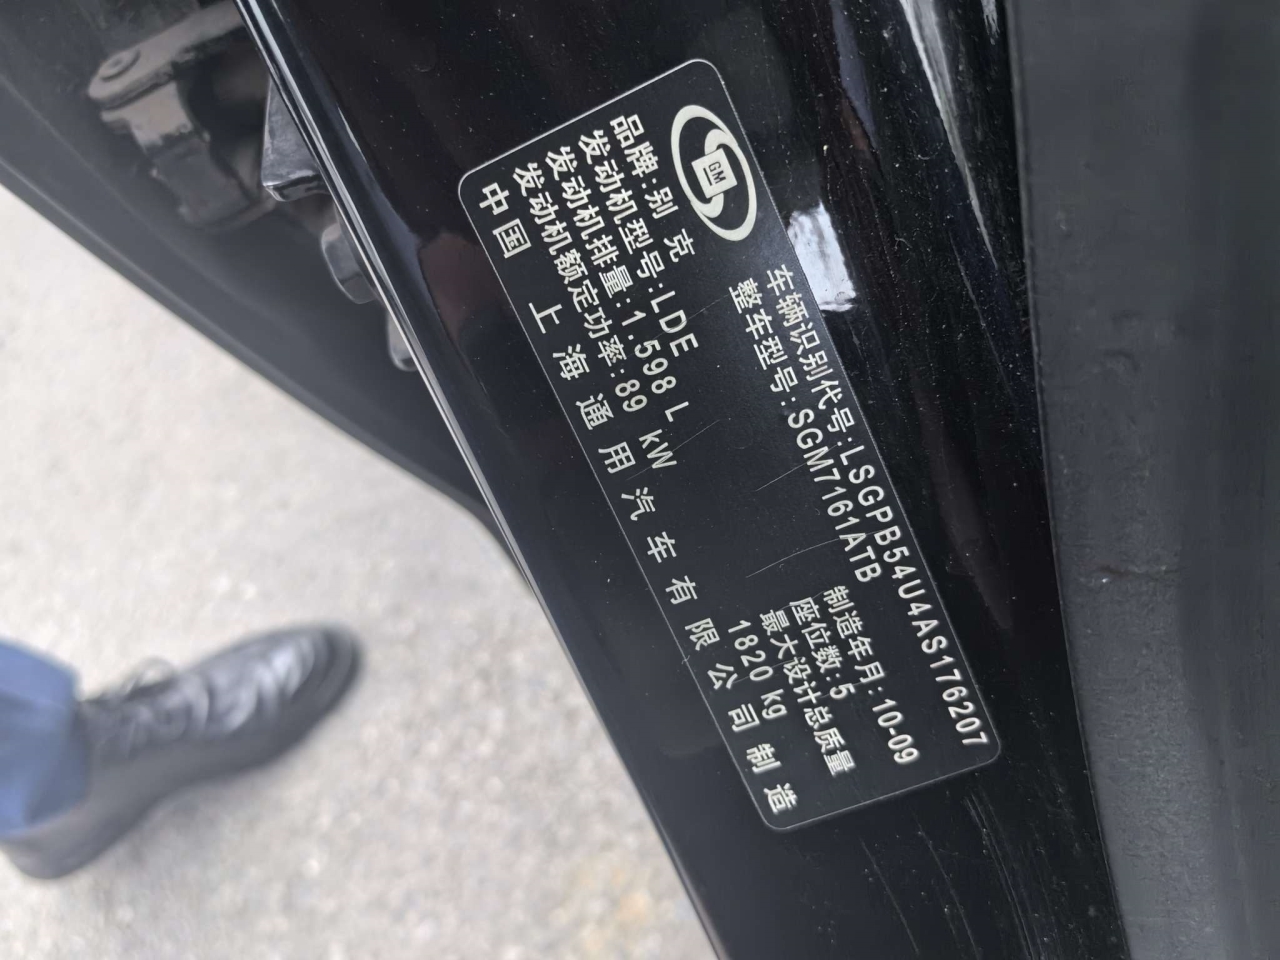 GM
车辆识别代号:LSGPB54U4AS176207
整车型号:SGM7161ATB
品牌:别克
制造年月:10-09
发动机型号:LDE
座位数:5
发动机排量:1.598 L
最大设计总质量
发动机额定功率:89 kW
1820 kg
中国 上海通用汽车有限公司制造